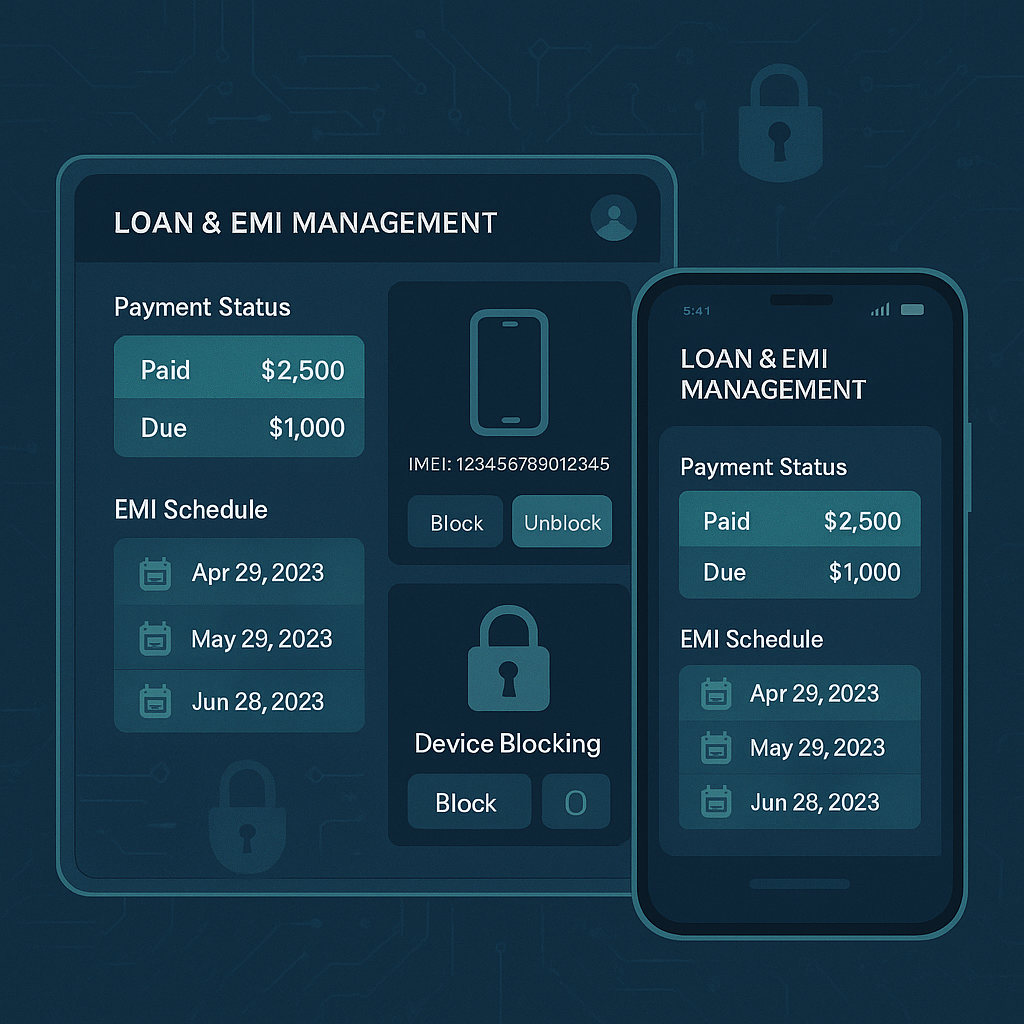 LOAN & EMI MANAGEMENT
Payment Status
Paid $2,500
Due $1,000
EMI Schedule
Apr 29, 2023
May 29, 2023
Jun 28, 2023
IMEI: 123456789012345
Block Unblock
Device Blocking
Block 0
5:41
LOAN & EMI
MANAGEMENT
Payment Status
Paid $2,500
Due $1,000
EMI Schedule
Apr 29, 2023
May 29, 2023
Jun 28, 2023